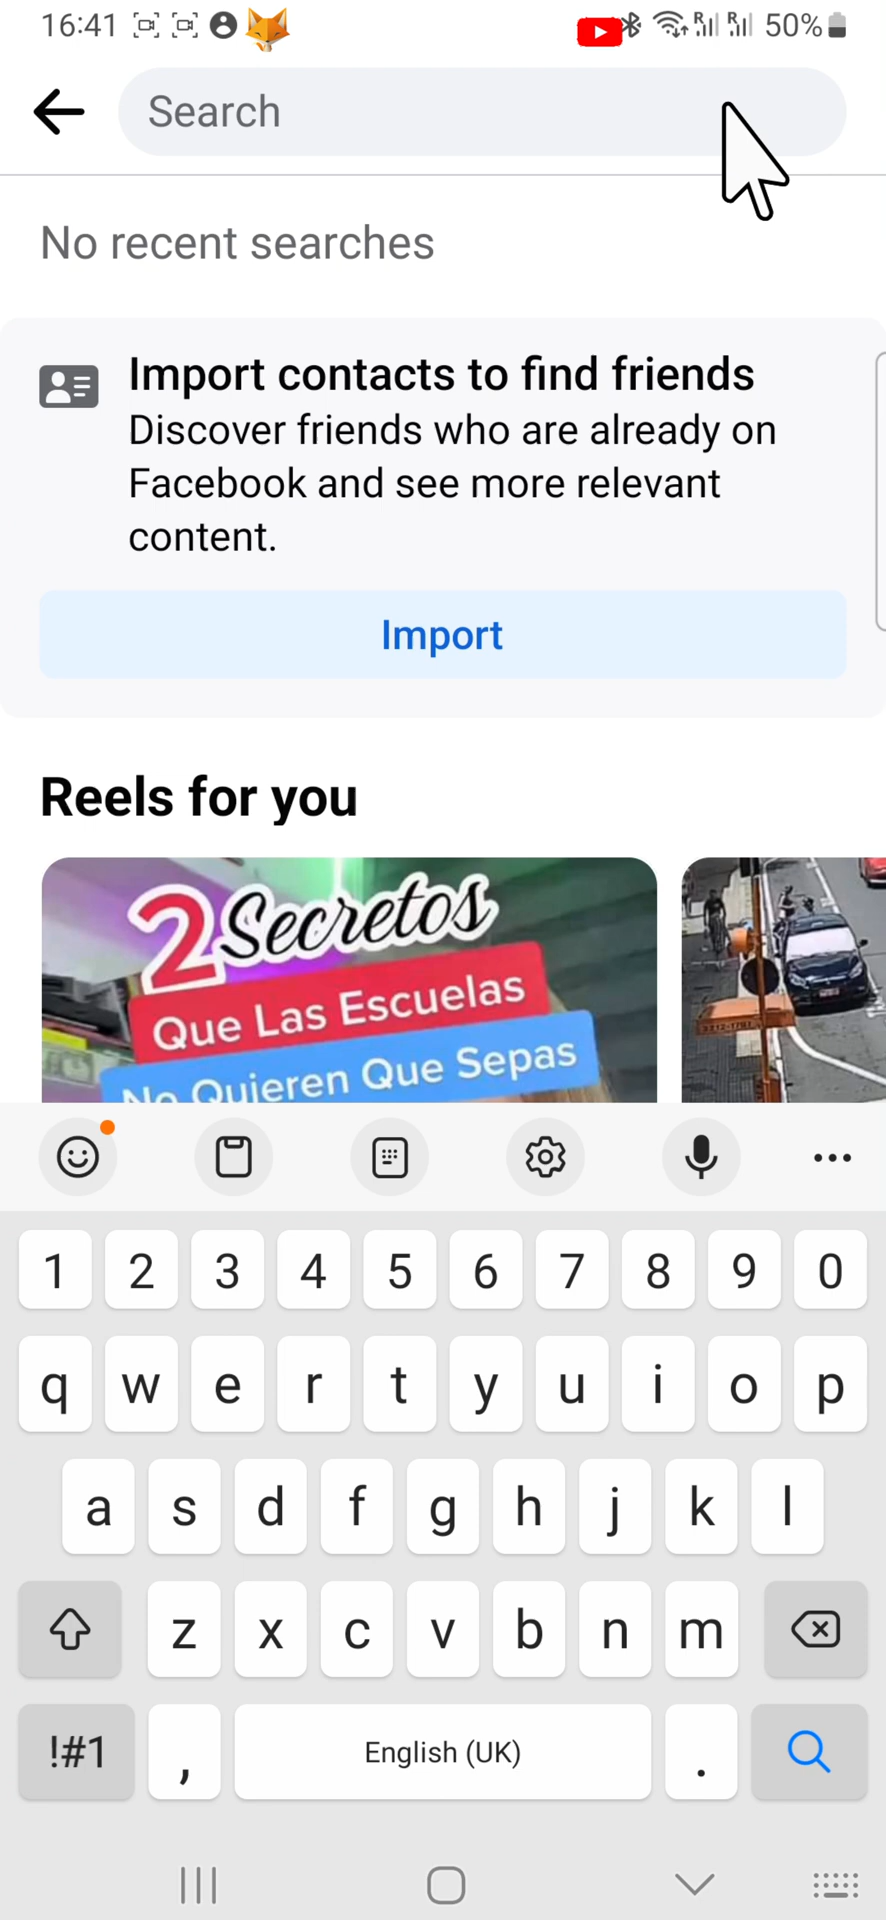 16:41 50%
Search
No recent searches
Import contacts to find friends
Discover friends who are already on
Facebook and see more relevant
content.
Import
Reels for you
2 Secretos
Que Las Escuelas
No Quieren Que Sepas
1 2 3 4 5 6 7 8 9 0
q w e r t y u i o p
a s d f g h j k l
z x c v b n m
!#1 , English (UK) .